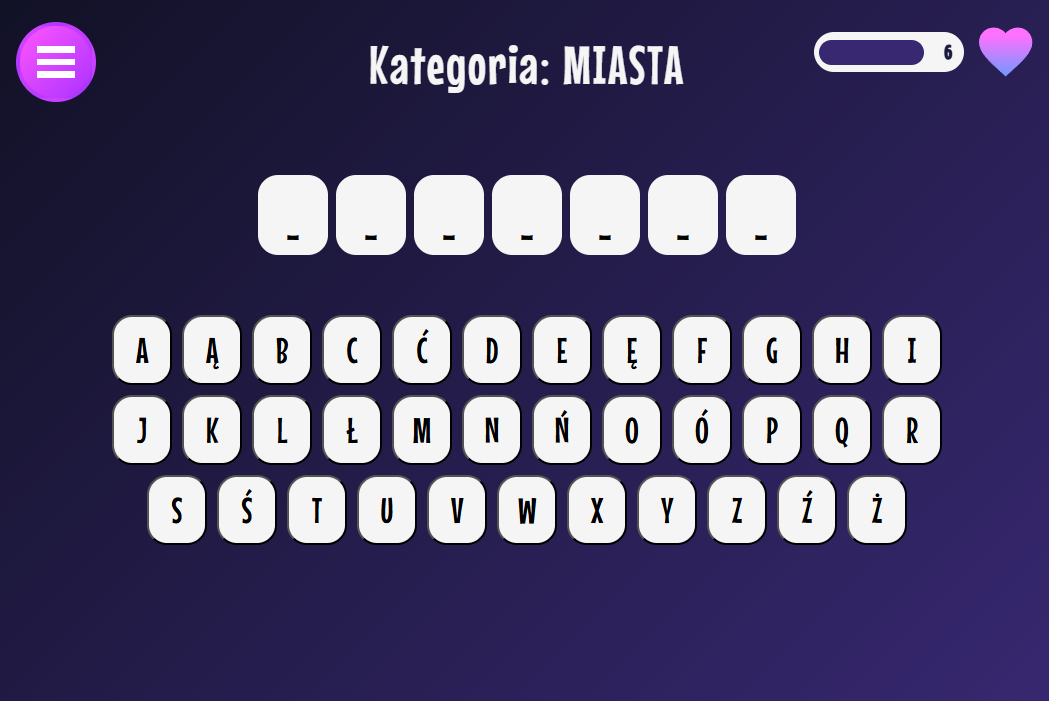 Kategoria: MIASTA
6
_ _ _ _ _ _ _
A Ą B C Ć D E Ę F G H I
J K L Ł M N Ń O Ó P Q R
S Ś T U V W X Y Z Ź Ż